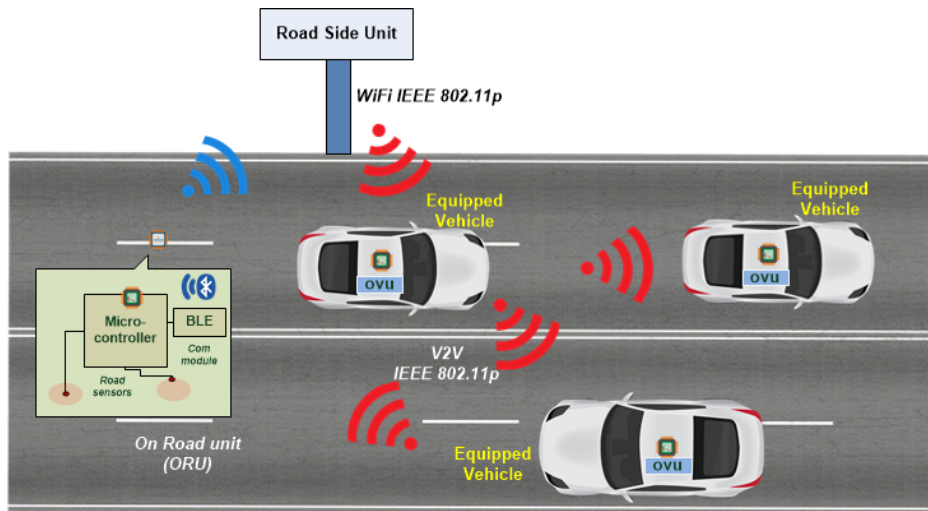 Road Side Unit
WiFi IEEE 802.11p
Equipped
Vehicle
Equipped
Vehicle
OVU
OVU
Micro-
controller
BLE
Com
module
Road
sensors
V2V
IEEE 802.11p
On Road unit
(ORU)
Equipped
Vehicle
OVU